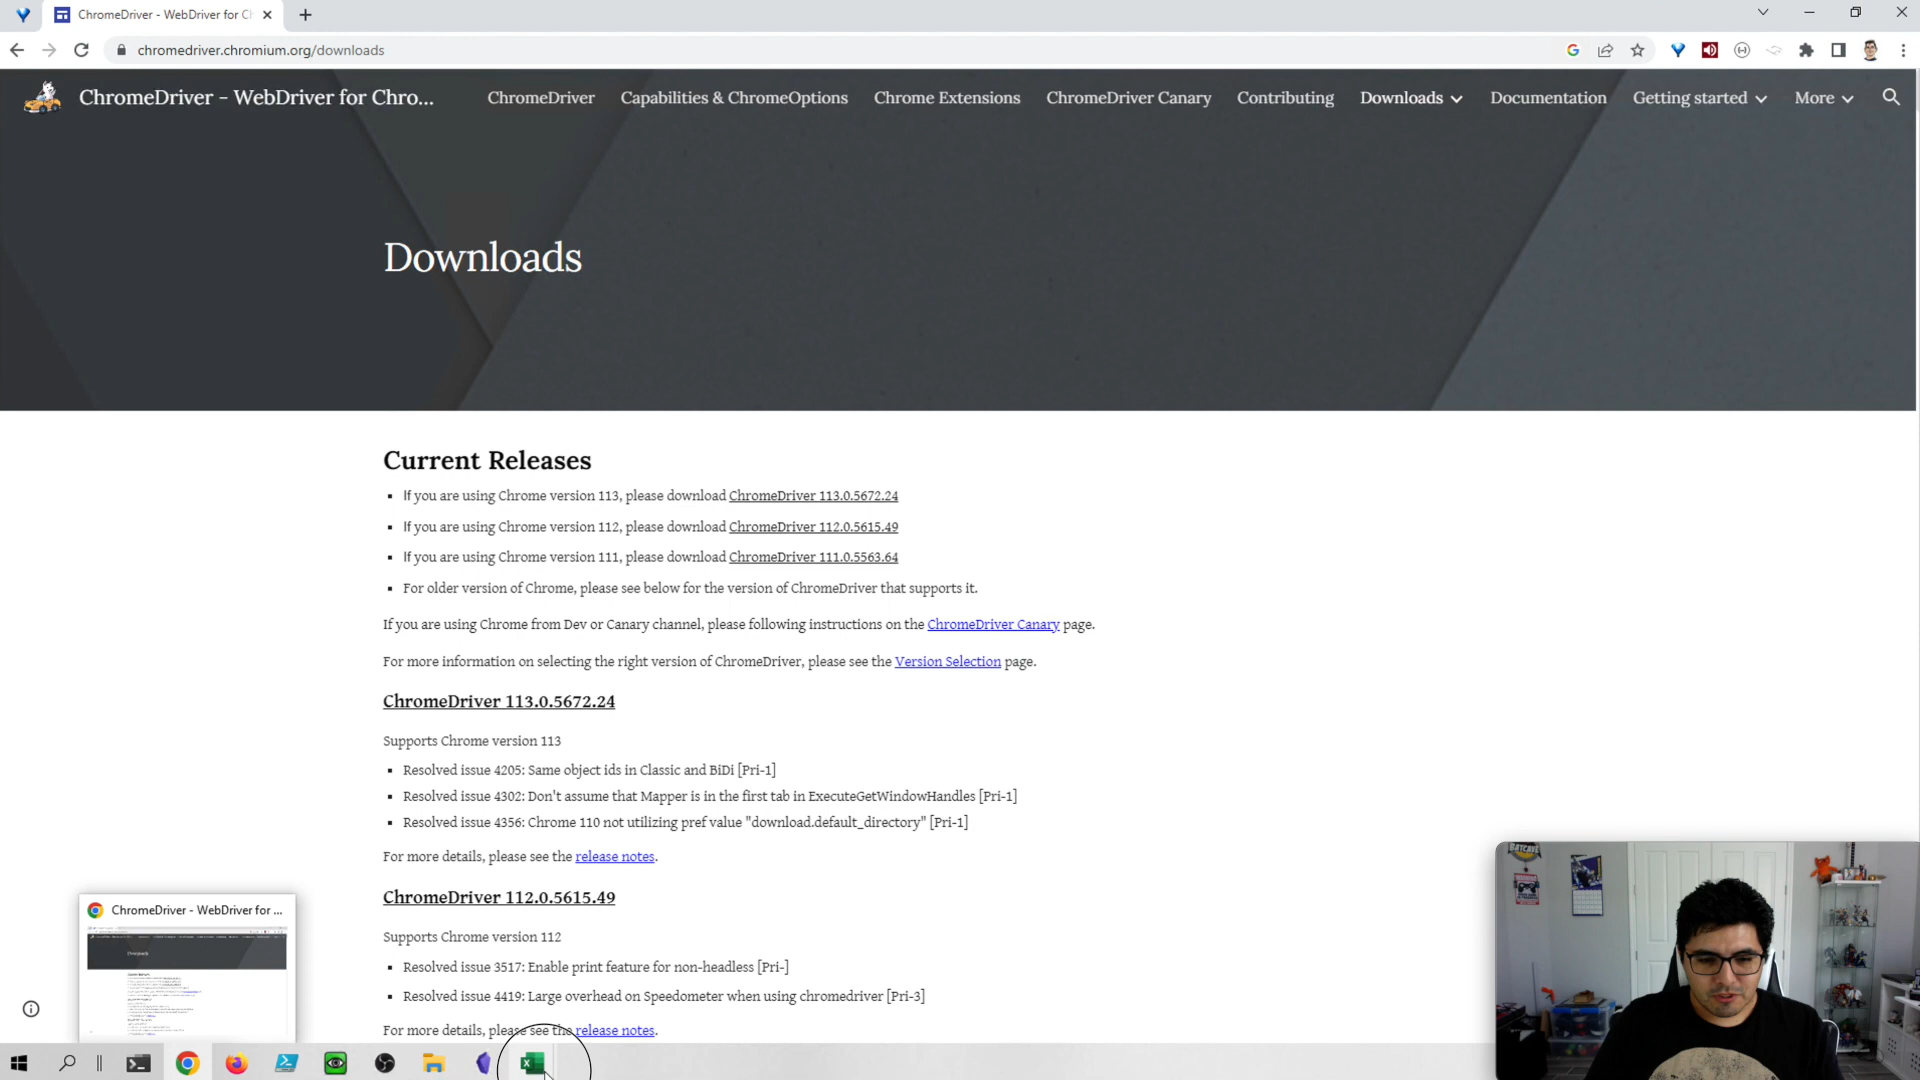 ChromeDriver - WebDriver for C
chromedriver.chromium.org/downloads
ChromeDriver - WebDriver for Chro...
ChromeDriver
Capabilities & ChromeOptions
Chrome Extensions
ChromeDriver Canary
Contributing
Downloads
Documentation
Getting started
More
Downloads
Current Releases
If you are using Chrome version 113, please download ChromeDriver 113.0.5672.24
If you are using Chrome version 112, please download ChromeDriver 112.0.5615.49
If you are using Chrome version 111, please download ChromeDriver 111.0.5563.64
For older version of Chrome, please see below for the version of ChromeDriver that supports it.
If you are using Chrome from Dev or Canary channel, please following instructions on the ChromeDriver Canary page.
For more information on selecting the right version of ChromeDriver, please see the Version Selection page.
ChromeDriver 113.0.5672.24
Supports Chrome version 113
Resolved issue 4205: Same object ids in Classic and BiDi [Pri-1]
Resolved issue 4302: Don't assume that Mapper is in the first tab in ExecuteGetWindowHandles [Pri-1]
Resolved issue 4356: Chrome 110 not utilizing pref value "download.default_directory" [Pri-1]
For more details, please see the release notes.
ChromeDriver 112.0.5615.49
Supports Chrome version 112
Resolved issue 3517: Enable print feature for non-headless [Pri-]
Resolved issue 4419: Large overhead on Speedometer when using chromedriver [Pri-3]
For more details, please see the release notes.
ChromeDriver - WebDriver for ...
Downloads
BATCAVE